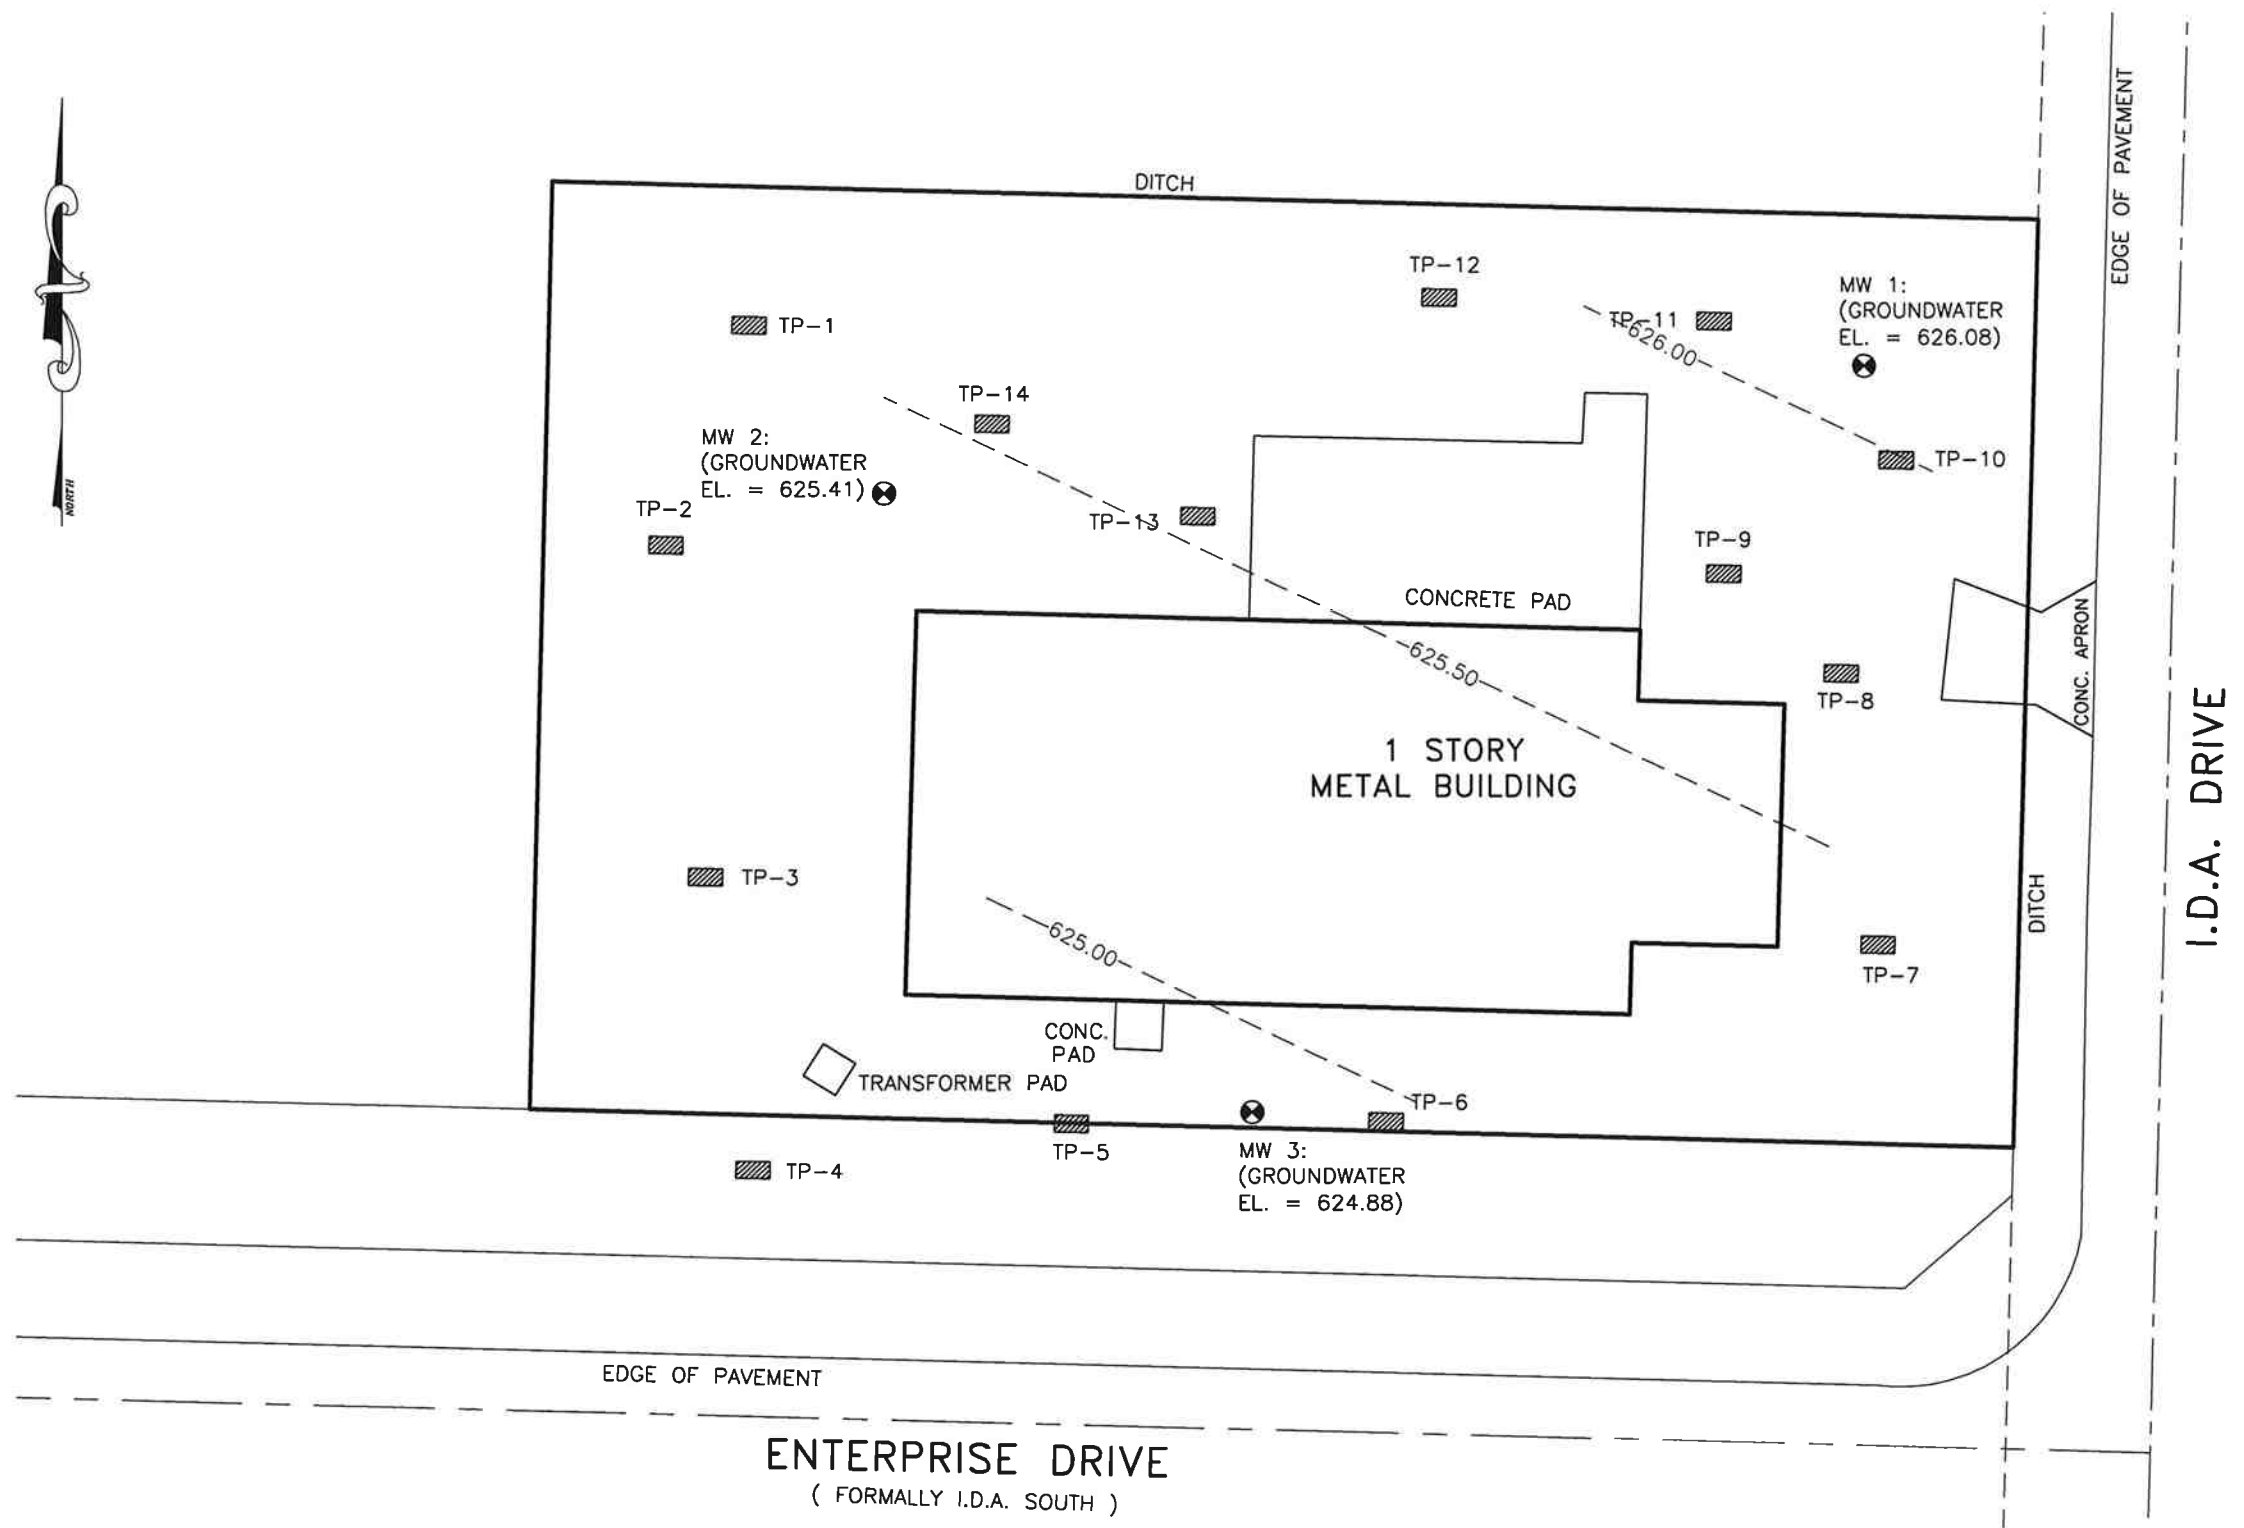 DITCH
EDGE OF PAVEMENT
TP-12
MW 1:
(GROUNDWATER
EL. = 626.08)
TP-11
626.00
TP-1
TP-14
MW 2:
(GROUNDWATER
EL. = 625.41)
TP-2
TP-13
TP-10
TP-9
NORTH
CONCRETE PAD
CONC. APRON
625.50
TP-8
1 STORY
METAL BUILDING
I.D.A. DRIVE
TP-3
DITCH
625.00
TP-7
CONC.
PAD
TRANSFORMER PAD
TP-6
TP-5
MW 3:
(GROUNDWATER
EL. = 624.88)
TP-4
EDGE OF PAVEMENT
ENTERPRISE DRIVE
( FORMALLY I.D.A. SOUTH )